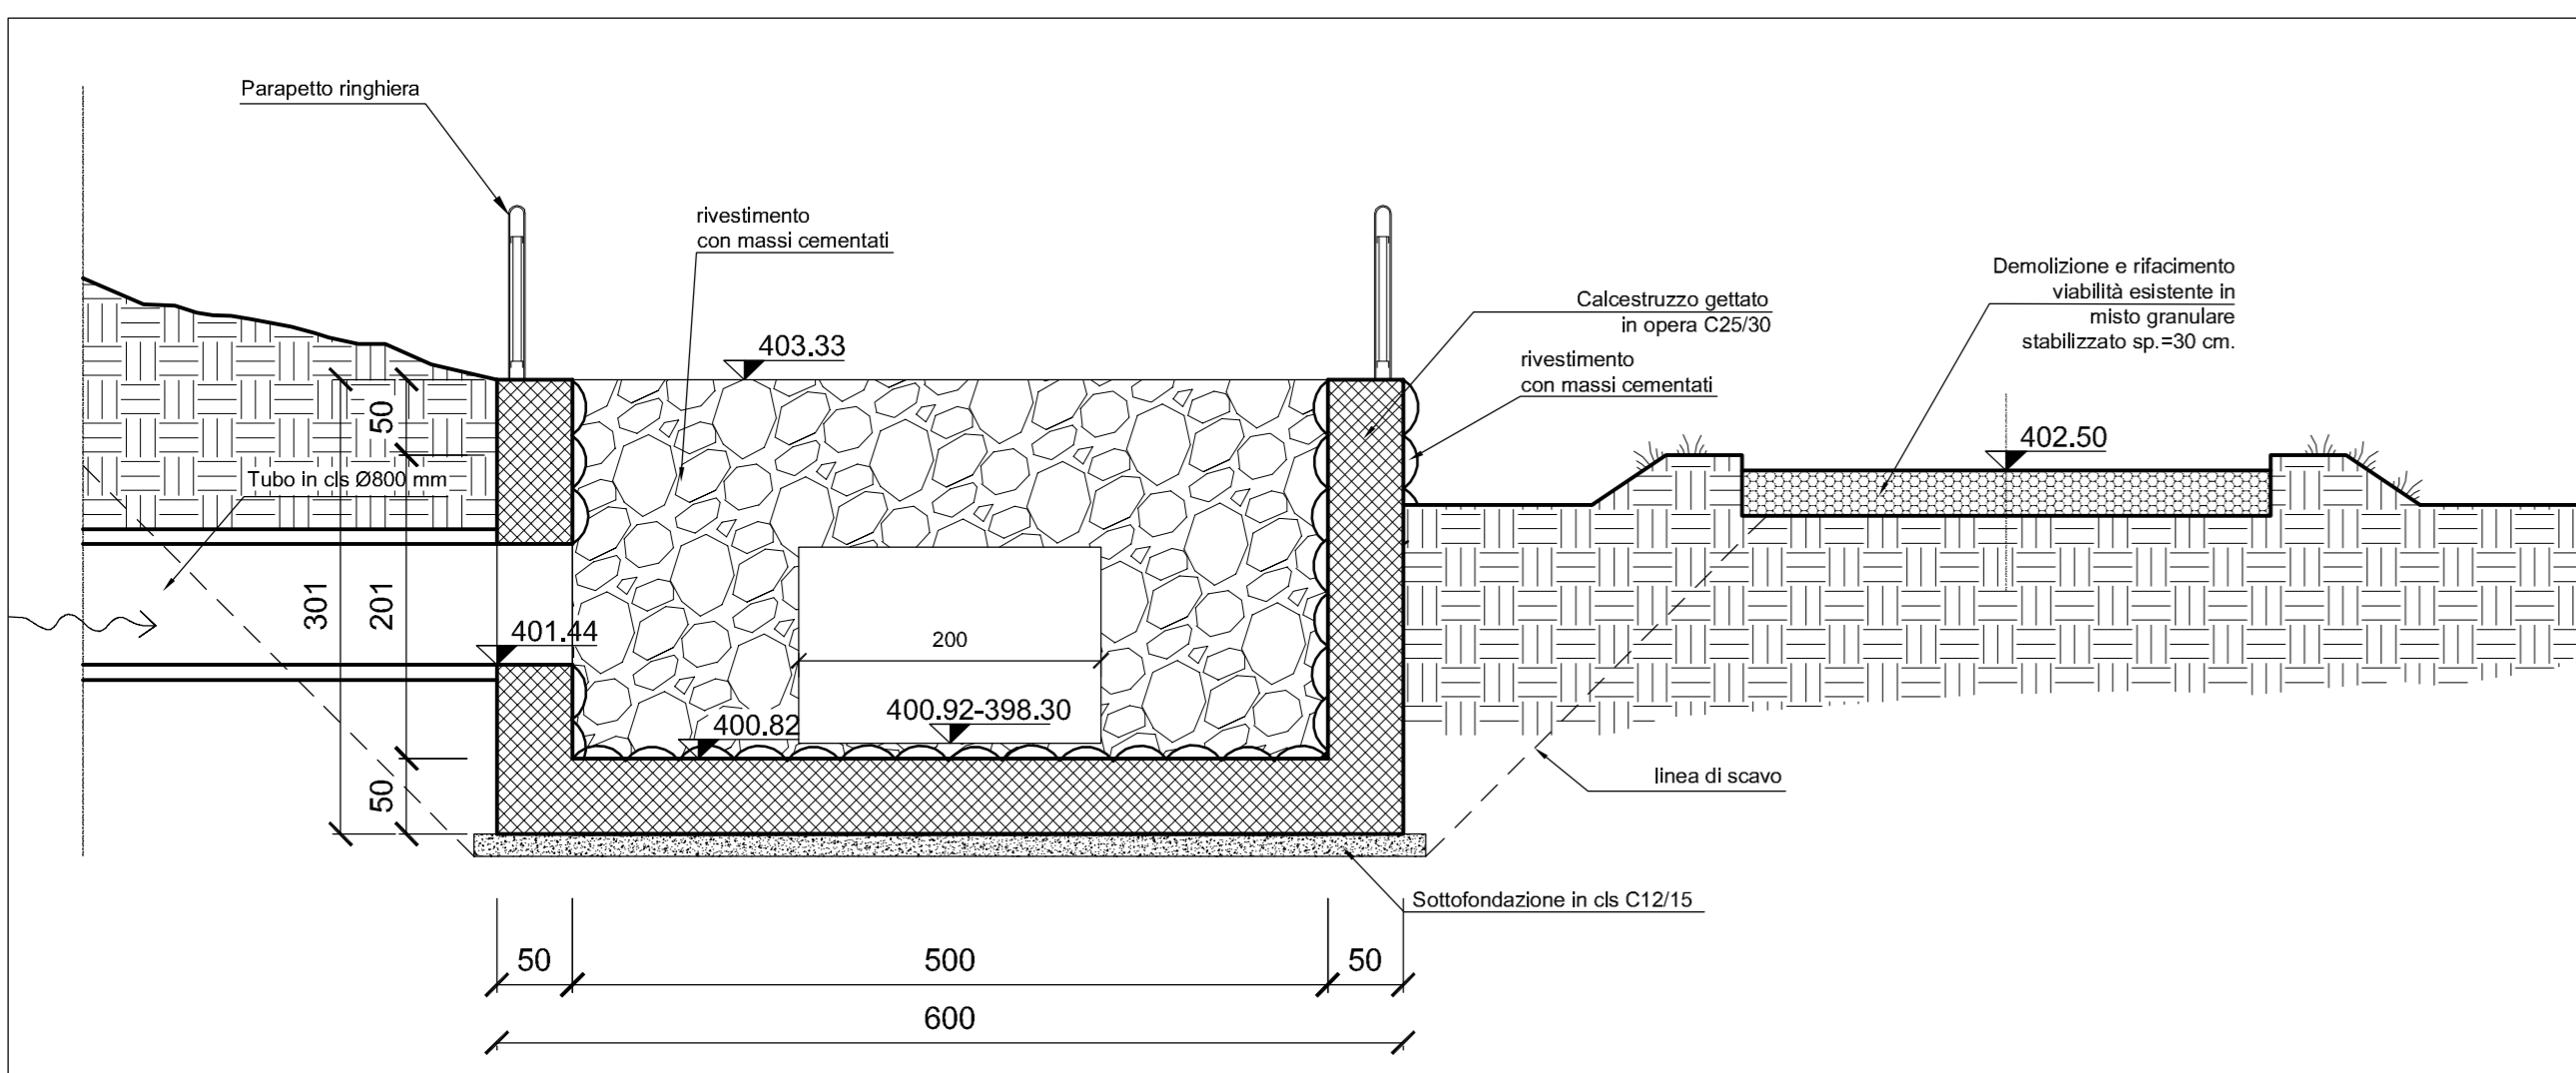 Parapetto ringhiera
rivestimento
con massi cementati
Demolizione e rifacimento
viabilità esistente in
misto granulare
stabilizzato sp.=30 cm.
Calcestruzzo gettato
in opera C25/30
rivestimento
con massi cementati
403.33
402.50
50
Tubo in cls Ø800 mm
301
201
401.44
200
400.82
400.92-398.30
50
linea di scavo
Sottofondazione in cls C12/15
50
500
50
600